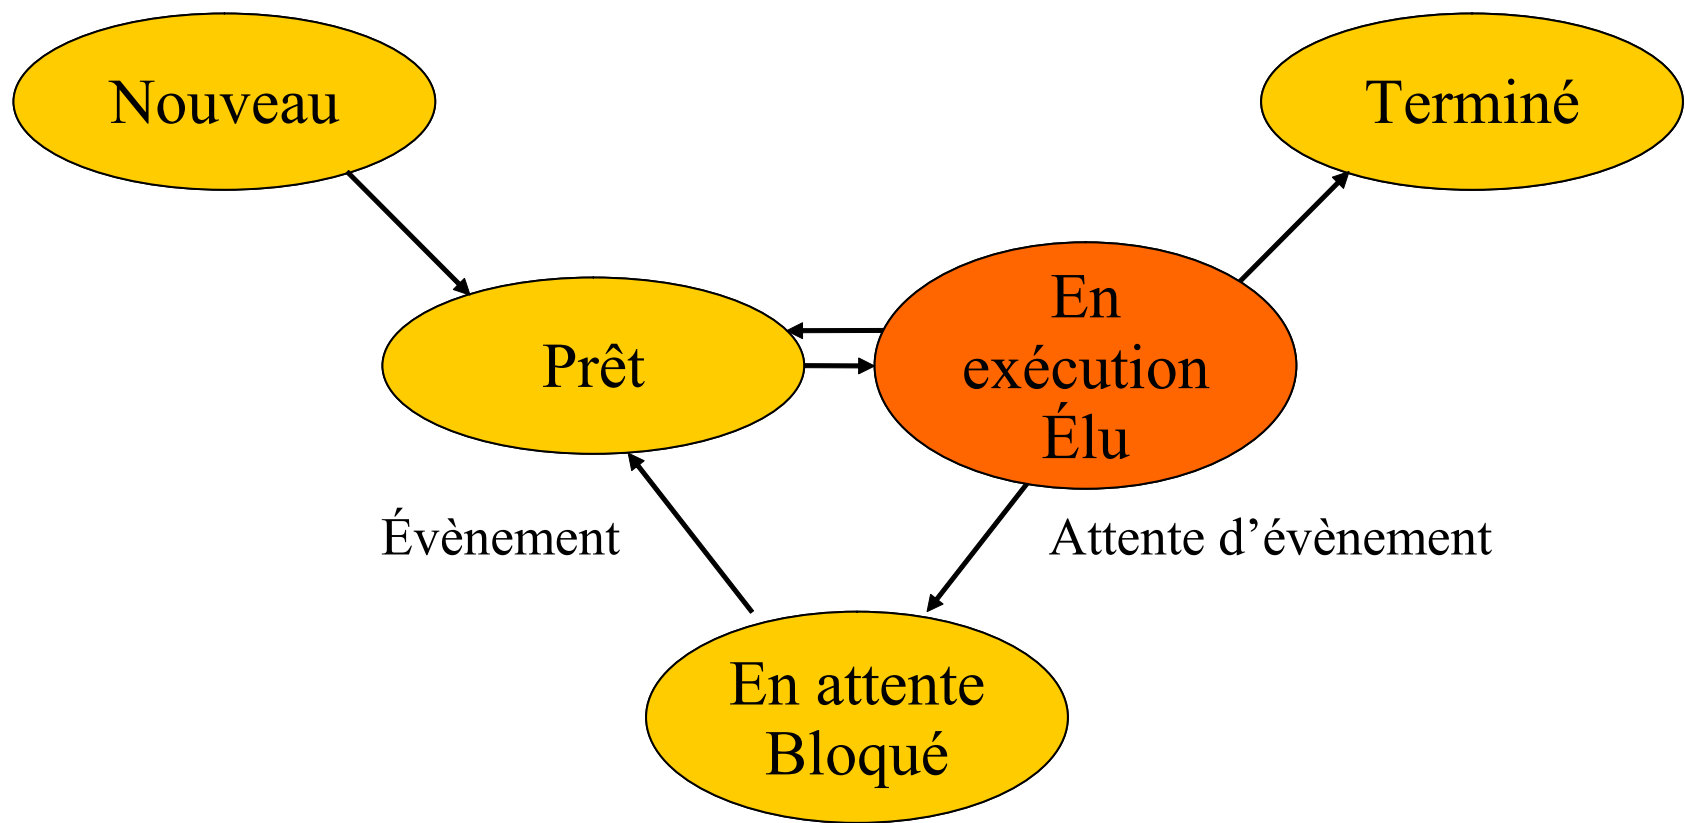 Nouveau
Terminé
En
exécution
Élu
Prêt
Évènement
Attente d’évènement
En attente
Bloqué